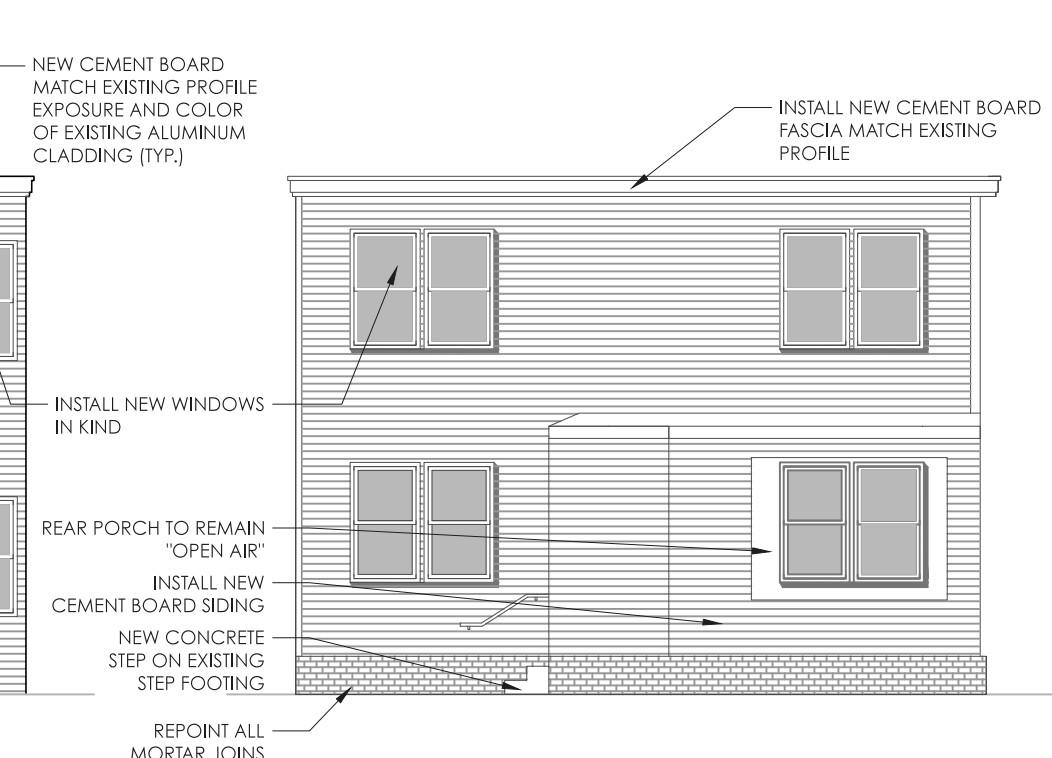 NEW CEMENT BOARD
MATCH EXISTING PROFILE
EXPOSURE AND COLOR
OF EXISTING ALUMINUM
CLADDING (TYP.)
INSTALL NEW CEMENT BOARD
FASCIA MATCH EXISTING
PROFILE
INSTALL NEW WINDOWS
IN KIND
REAR PORCH TO REMAIN
"OPEN AIR"
INSTALL NEW
CEMENT BOARD SIDING
NEW CONCRETE
STEP ON EXISTING
STEP FOOTING
REPOINT ALL
MORTAR JOINS